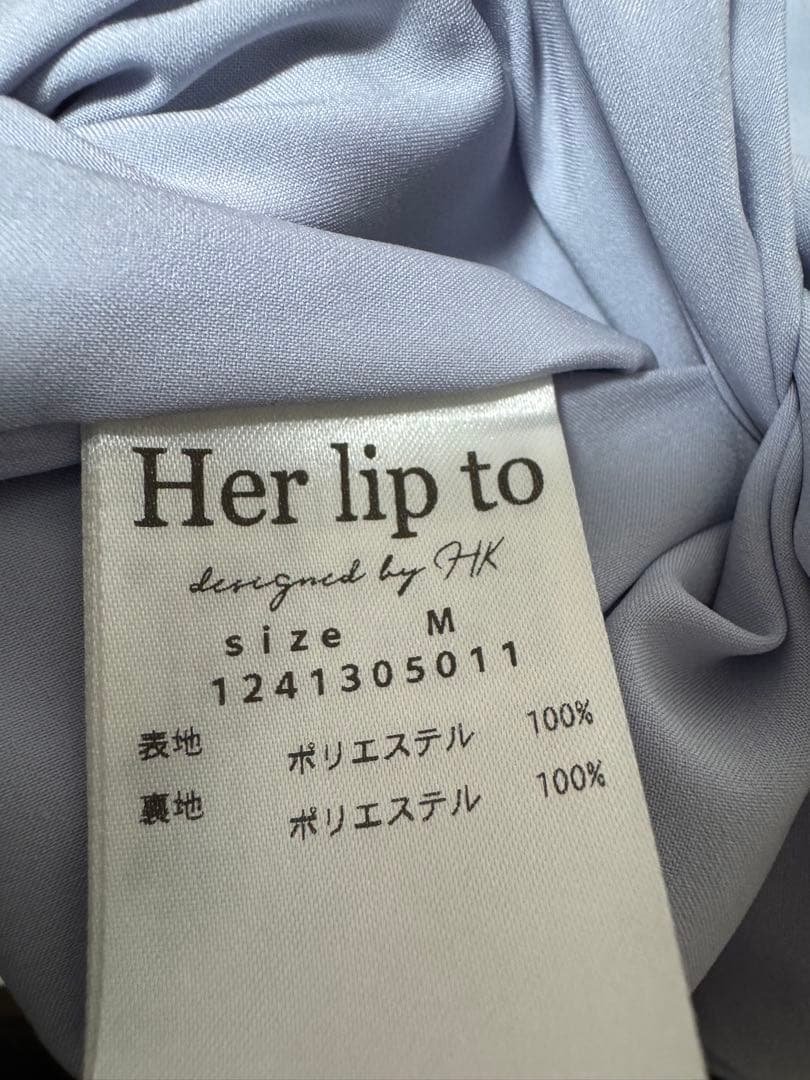 Her lip to
designed by HK
size M
1241305011
表地 ポリエステル 100%
裏地 ポリエステル 100%